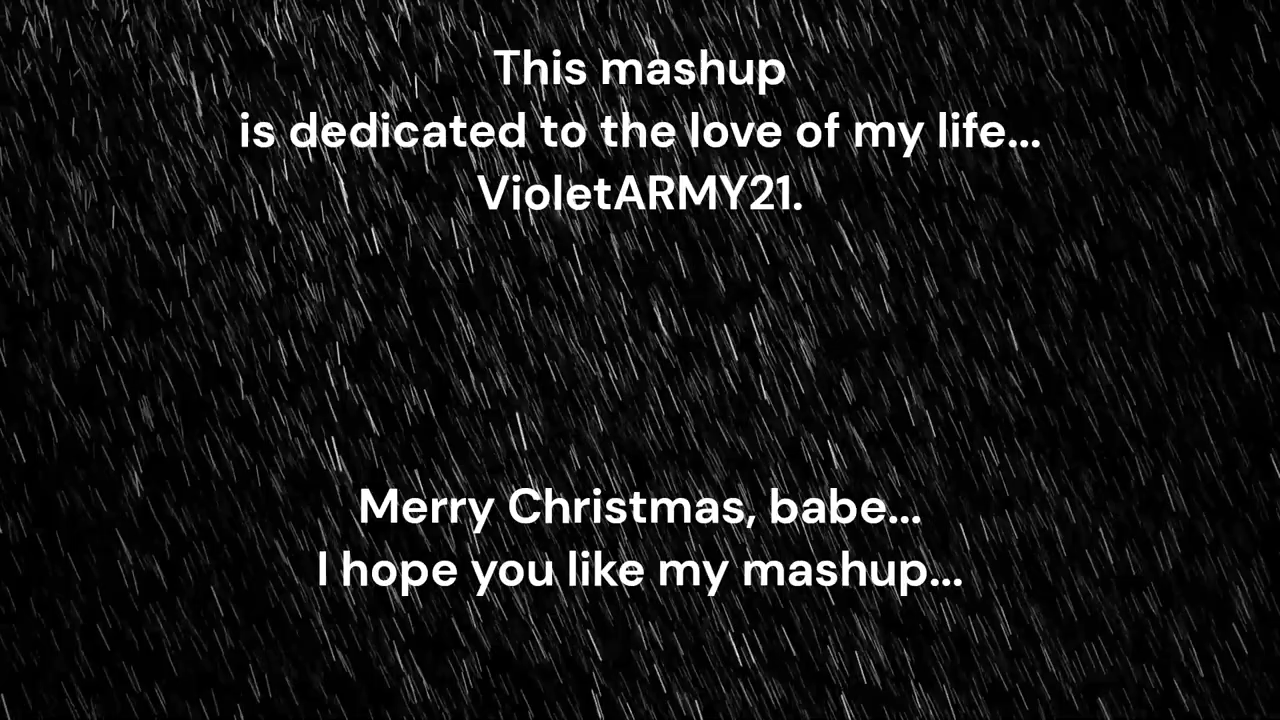 This mashup
is dedicated to the love of my life...
VioletARMY21.
Merry Christmas, babe...
I hope you like my mashup...